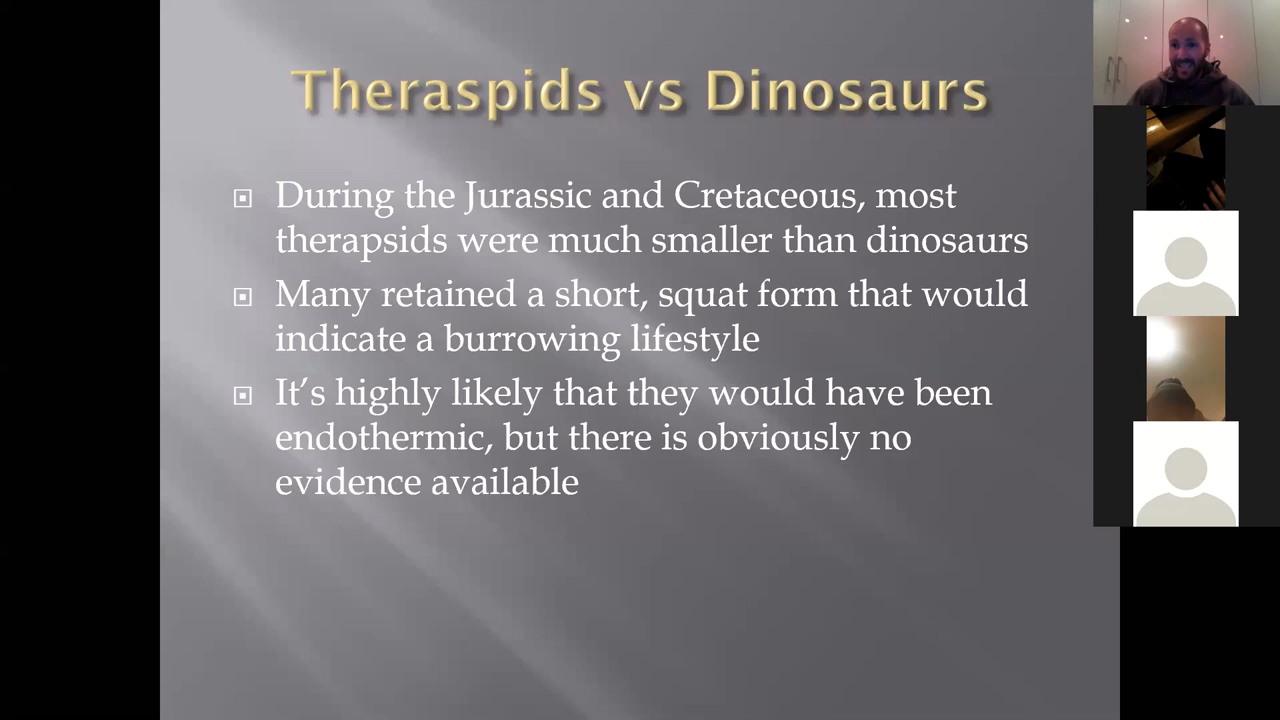 Theraspids vs Dinosaurs
During the Jurassic and Cretaceous, most
therapsids were much smaller than dinosaurs
Many retained a short, squat form that would
indicate a burrowing lifestyle
It’s highly likely that they would have been
endothermic, but there is obviously no
evidence available